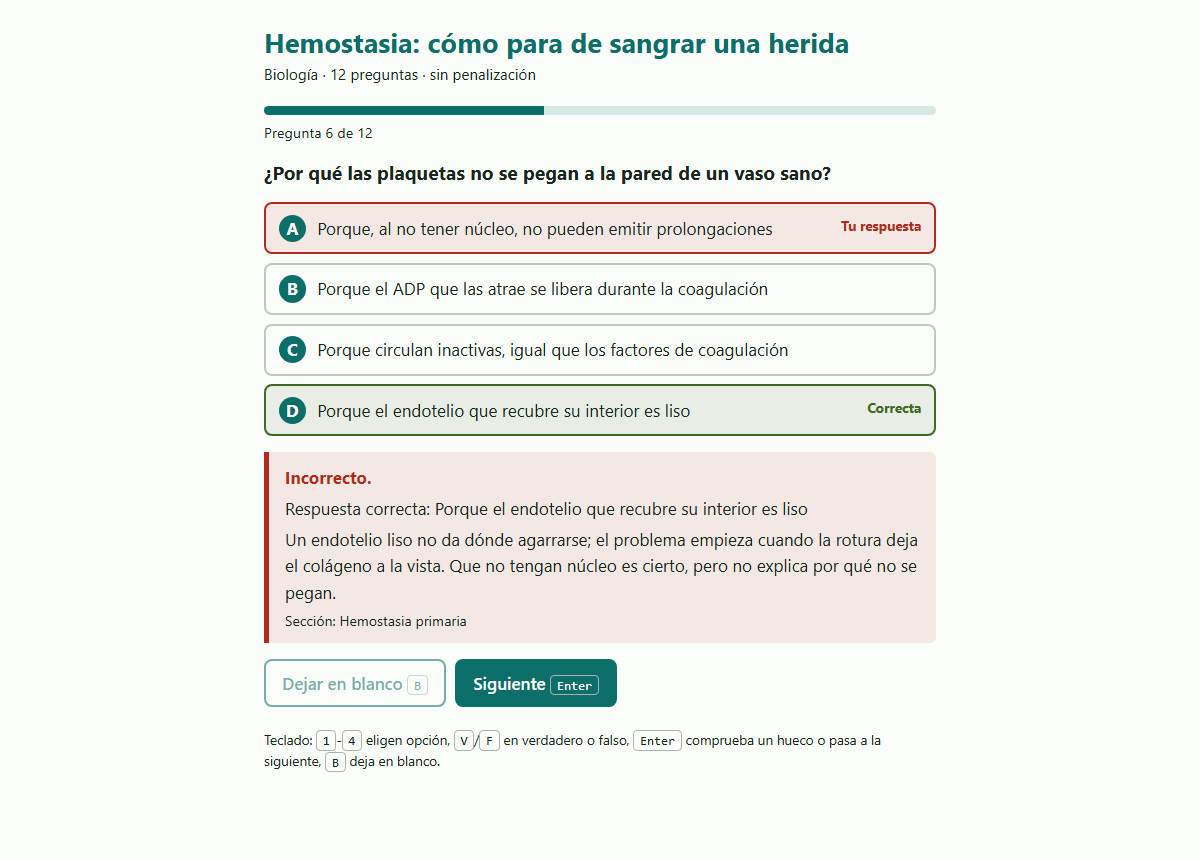 Hemostasia: cómo para de sangrar una herida
Biología · 12 preguntas · sin penalización
Pregunta 6 de 12
¿Por qué las plaquetas no se pegan a la pared de un vaso sano?
A Porque, al no tener núcleo, no pueden emitir prolongaciones Tu respuesta
B Porque el ADP que las atrae se libera durante la coagulación
C Porque circulan inactivas, igual que los factores de coagulación
D Porque el endotelio que recubre su interior es liso Correcta
Incorrecto.
Respuesta correcta: Porque el endotelio que recubre su interior es liso
Un endotelio liso no da dónde agarrarse; el problema empieza cuando la rotura deja
el colágeno a la vista. Que no tengan núcleo es cierto, pero no explica por qué no se
pegan.
Sección: Hemostasia primaria
Dejar en blanco B Siguiente Enter
Teclado: 1-4 eligen opción, V/F en verdadero o falso, Enter comprueba un hueco o pasa a la
siguiente, B deja en blanco.